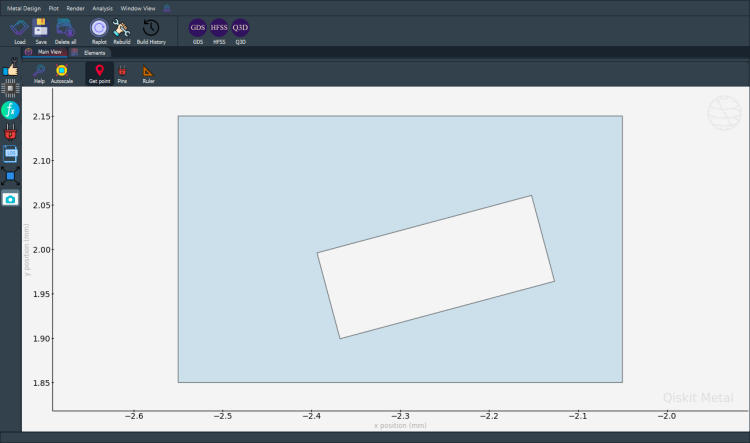 Metal Design Plot Render Analysis Window View
GDS HFSS Q3D
Load Save Delete all Replot Rebuild Build History GDS HFSS Q3D
Main View Elements
Help Autoscale Get point Pins Ruler
2.15
2.10
2.05
2.00
1.95
1.90
1.85
y position (mm)
Qiskit Metal
−2.6 −2.5 −2.4 −2.3 −2.2 −2.1 −2.0
x position (mm)